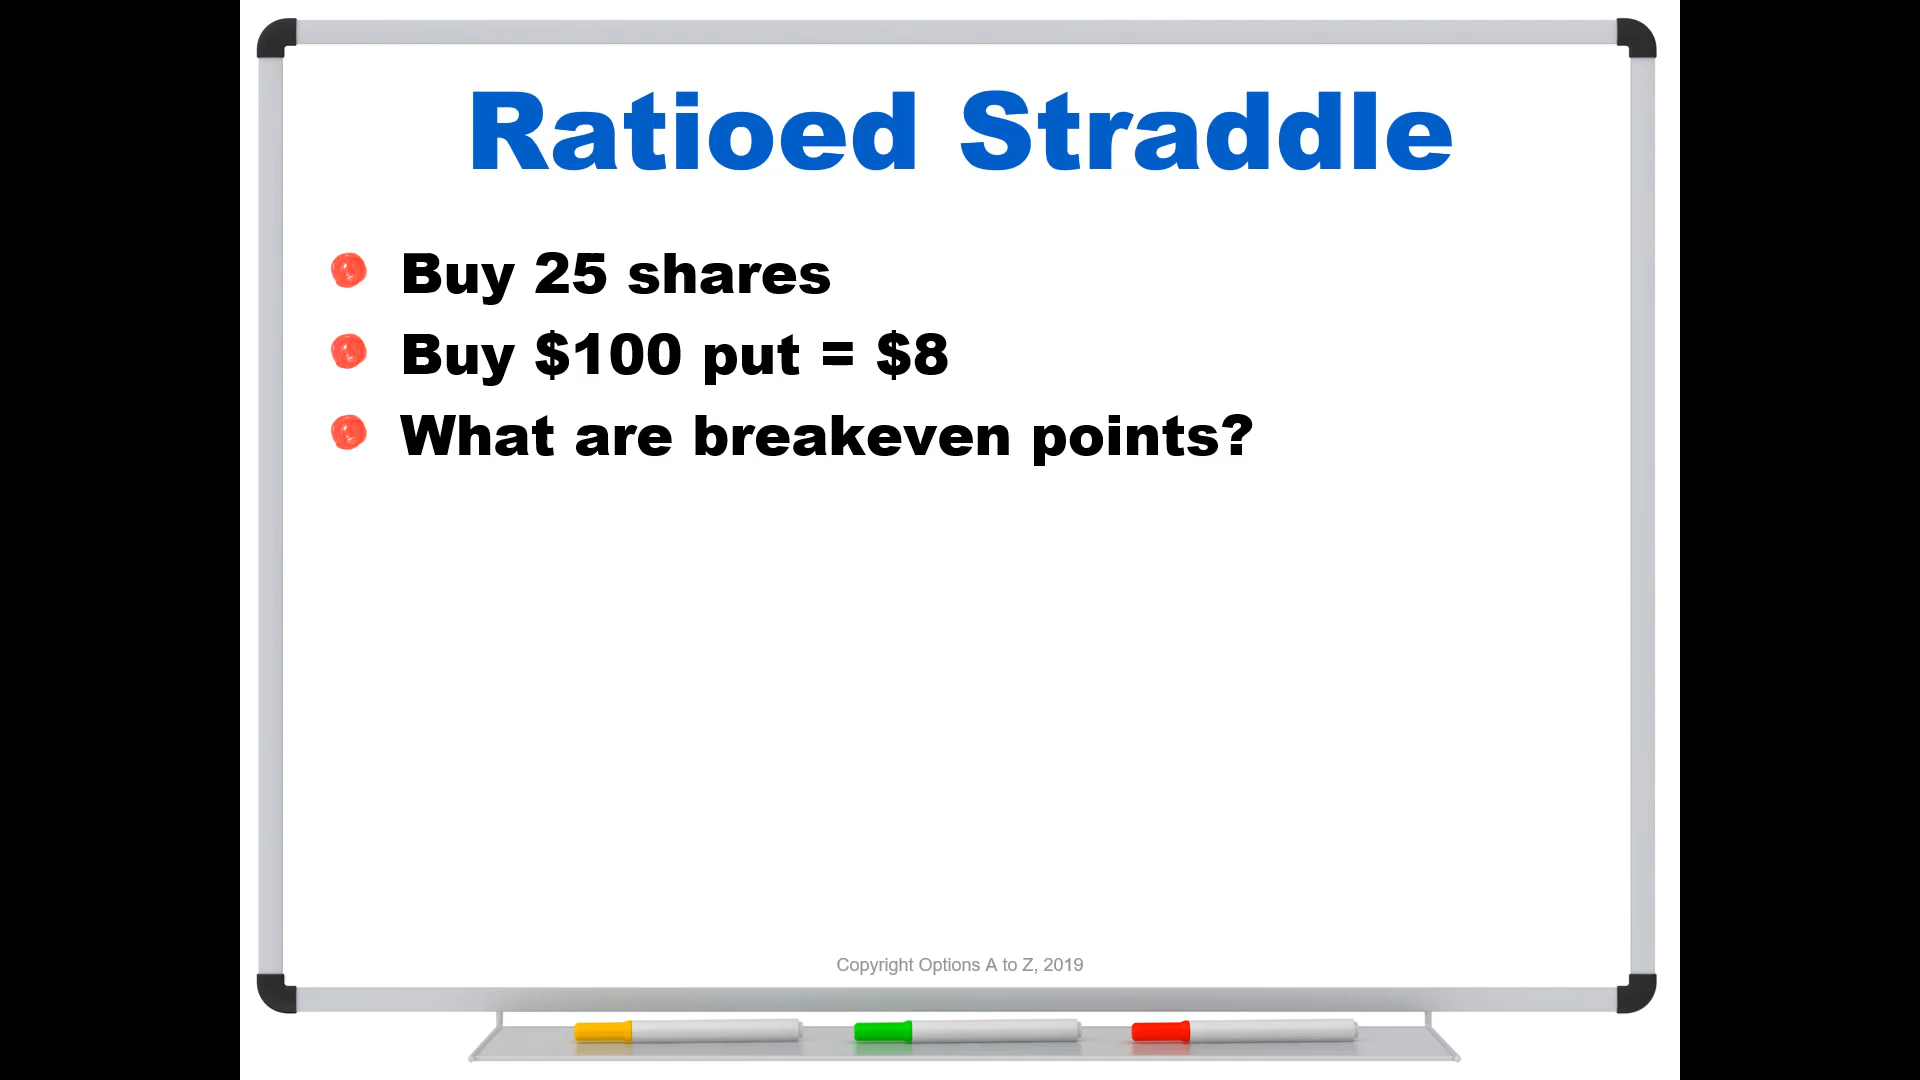 Ratioed Straddle
Buy 25 shares
Buy $100 put = $8
What are breakeven points?
Copyright Options A to Z, 2019